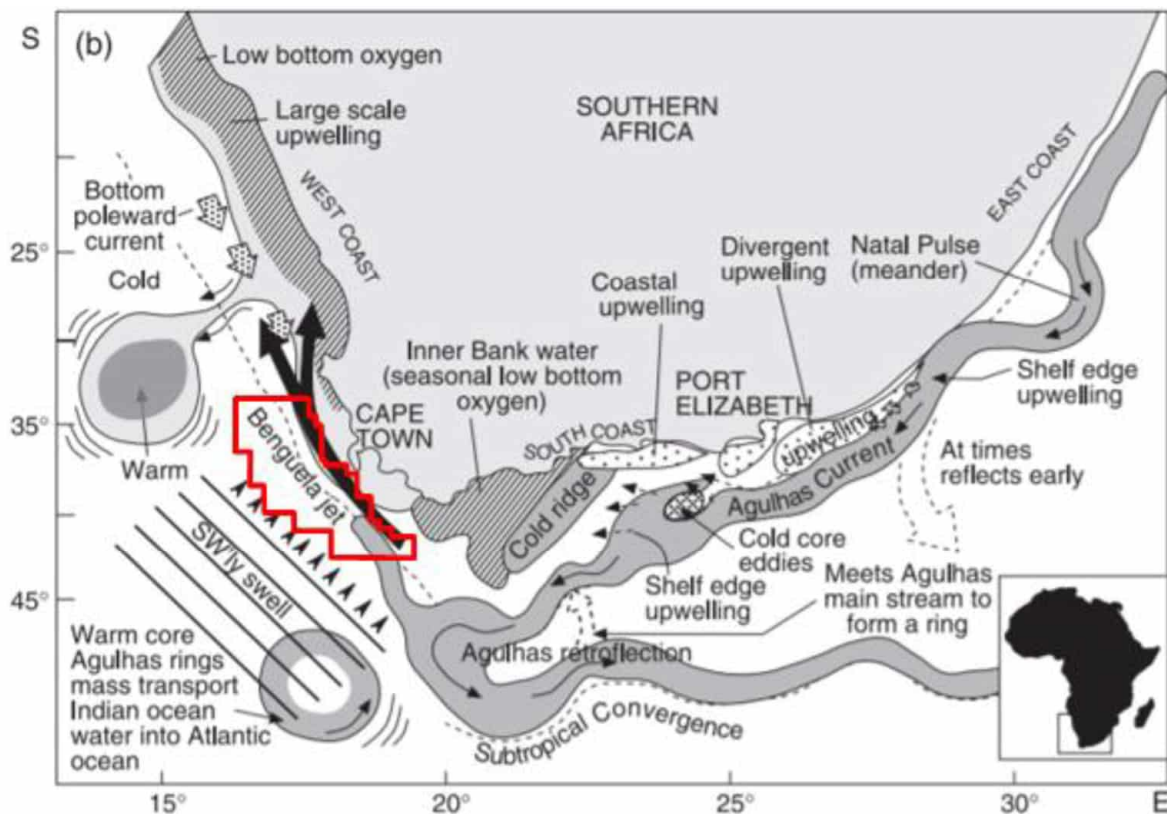 S
(b)
Low bottom oxygen
Large scale
upwelling
SOUTHERN
AFRICA
WEST COAST
EAST COAST
Bottom
poleward
current
Cold
25°
Divergent
upwelling
Natal Pulse
(meander)
Coastal
upwelling
Inner Bank water
(seasonal low bottom
oxygen)
PORT
ELIZABETH
Shelf edge
upwelling
35°
CAPE
TOWN
SOUTH COAST
upwelling
Warm
Benguela jet
Agulhas Current
At times
reflects early
Cold ridge
Cold core
eddies
SW'ly swell
Shelf edge
upwelling
Meets Agulhas
main stream to
form a ring
45°
Warm core
Agulhas rings
mass transport
Indian ocean
water into Atlantic
ocean
Agulhas retroflection
Subtropical Convergence
15°
20°
25°
30°
E